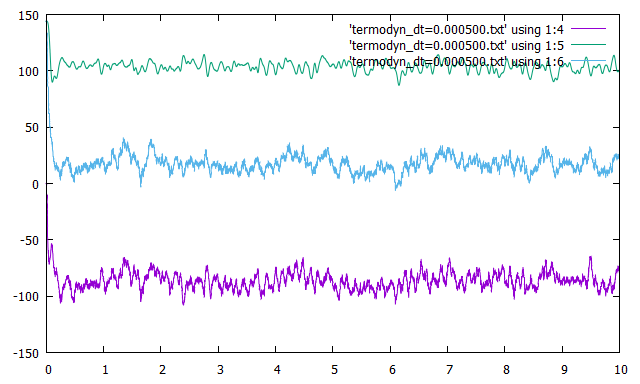 150
'termodyn_dt=0.000500.txt' using 1:4
'termodyn_dt=0.000500.txt' using 1:5
'termodyn_dt=0.000500.txt' using 1:6
100
50
0
-50
-100
-150
0 1 2 3 4 5 6 7 8 9 10